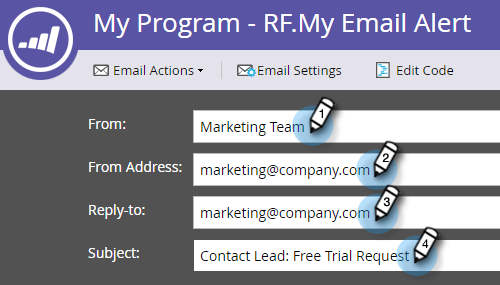 My Program - RF.My Email Alert
Email Actions Email Settings Edit Code
From: Marketing Team 1
From Address: marketing@company.com 2
Reply-to: marketing@company.com 3
Subject: Contact Lead: Free Trial Request 4